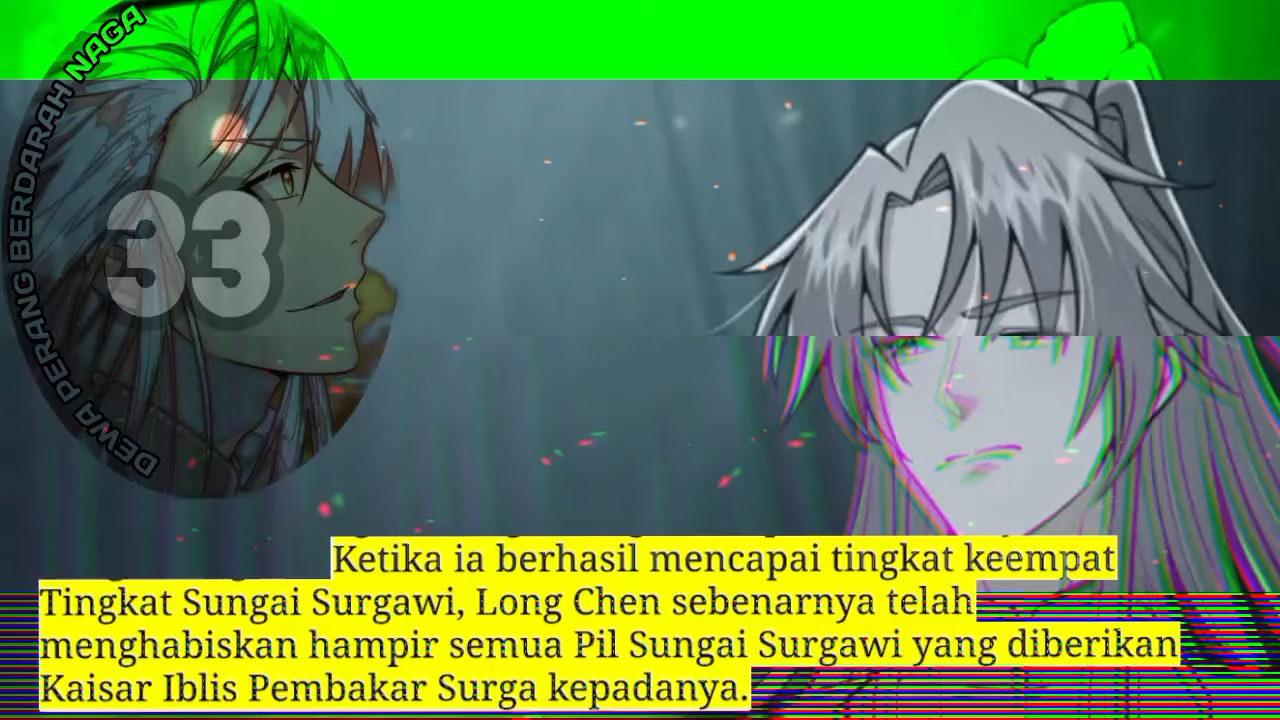 DEWA PERANG BERDARAH NAGA
33
Ketika ia berhasil mencapai tingkat keempat
Tingkat Sungai Surgawi, Long Chen sebenarnya telah
menghabiskan hampir semua Pil Sungai Surgawi yang diberikan
Kaisar Iblis Pembakar Surga kepadanya.